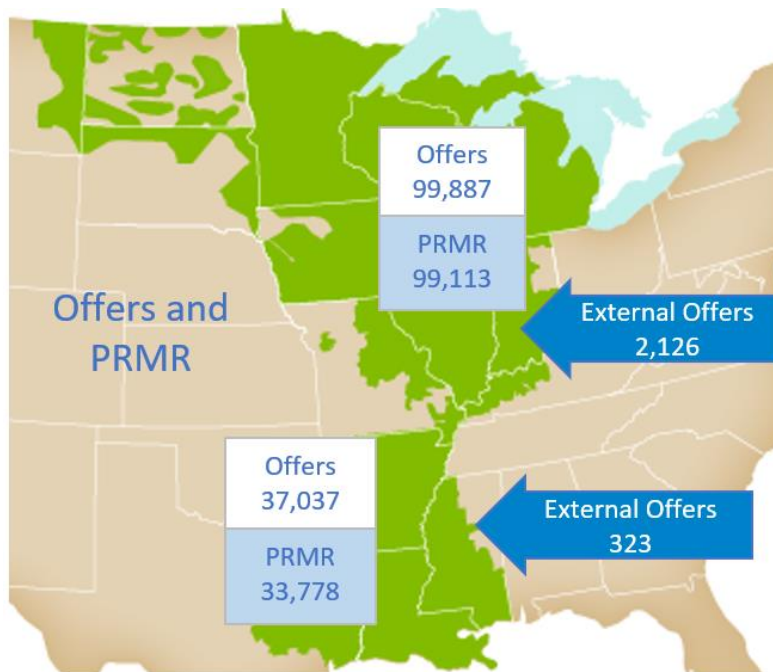 Offers
99,887
PRMR
99,113
Offers and
PRMR
External Offers
2,126
Offers
37,037
PRMR
33,778
External Offers
323